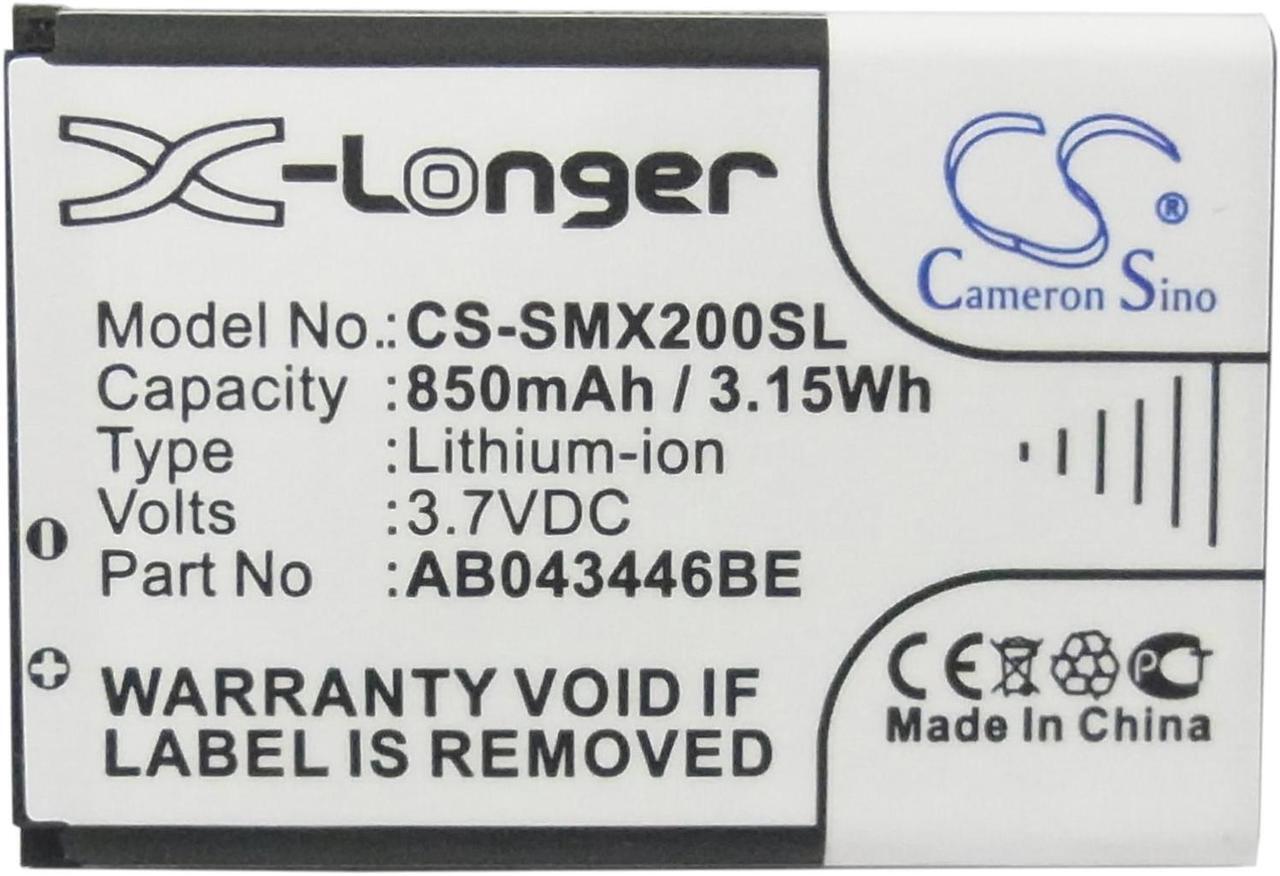 X-Longer
CS ®
Cameron Sino
Model No.:CS-SMX200SL
Capacity :850mAh / 3.15Wh
Type :Lithium-ion
Volts :3.7VDC
Part No :AB043446BE
WARRANTY VOID IF
LABEL IS REMOVED
CE PCT
Made In China